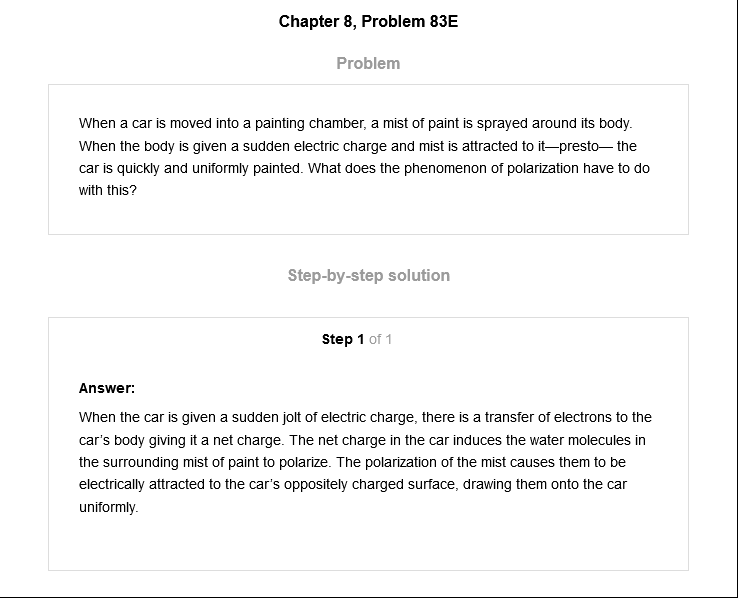 Chapter 8, Problem 83E
Problem
When a car is moved into a painting chamber, a mist of paint is sprayed around its body.
When the body is given a sudden electric charge and mist is attracted to it—presto— the
car is quickly and uniformly painted. What does the phenomenon of polarization have to do
with this?
Step-by-step solution
Step 1 of 1
Answer:
When the car is given a sudden jolt of electric charge, there is a transfer of electrons to the
car’s body giving it a net charge. The net charge in the car induces the water molecules in
the surrounding mist of paint to polarize. The polarization of the mist causes them to be
electrically attracted to the car’s oppositely charged surface, drawing them onto the car
uniformly.